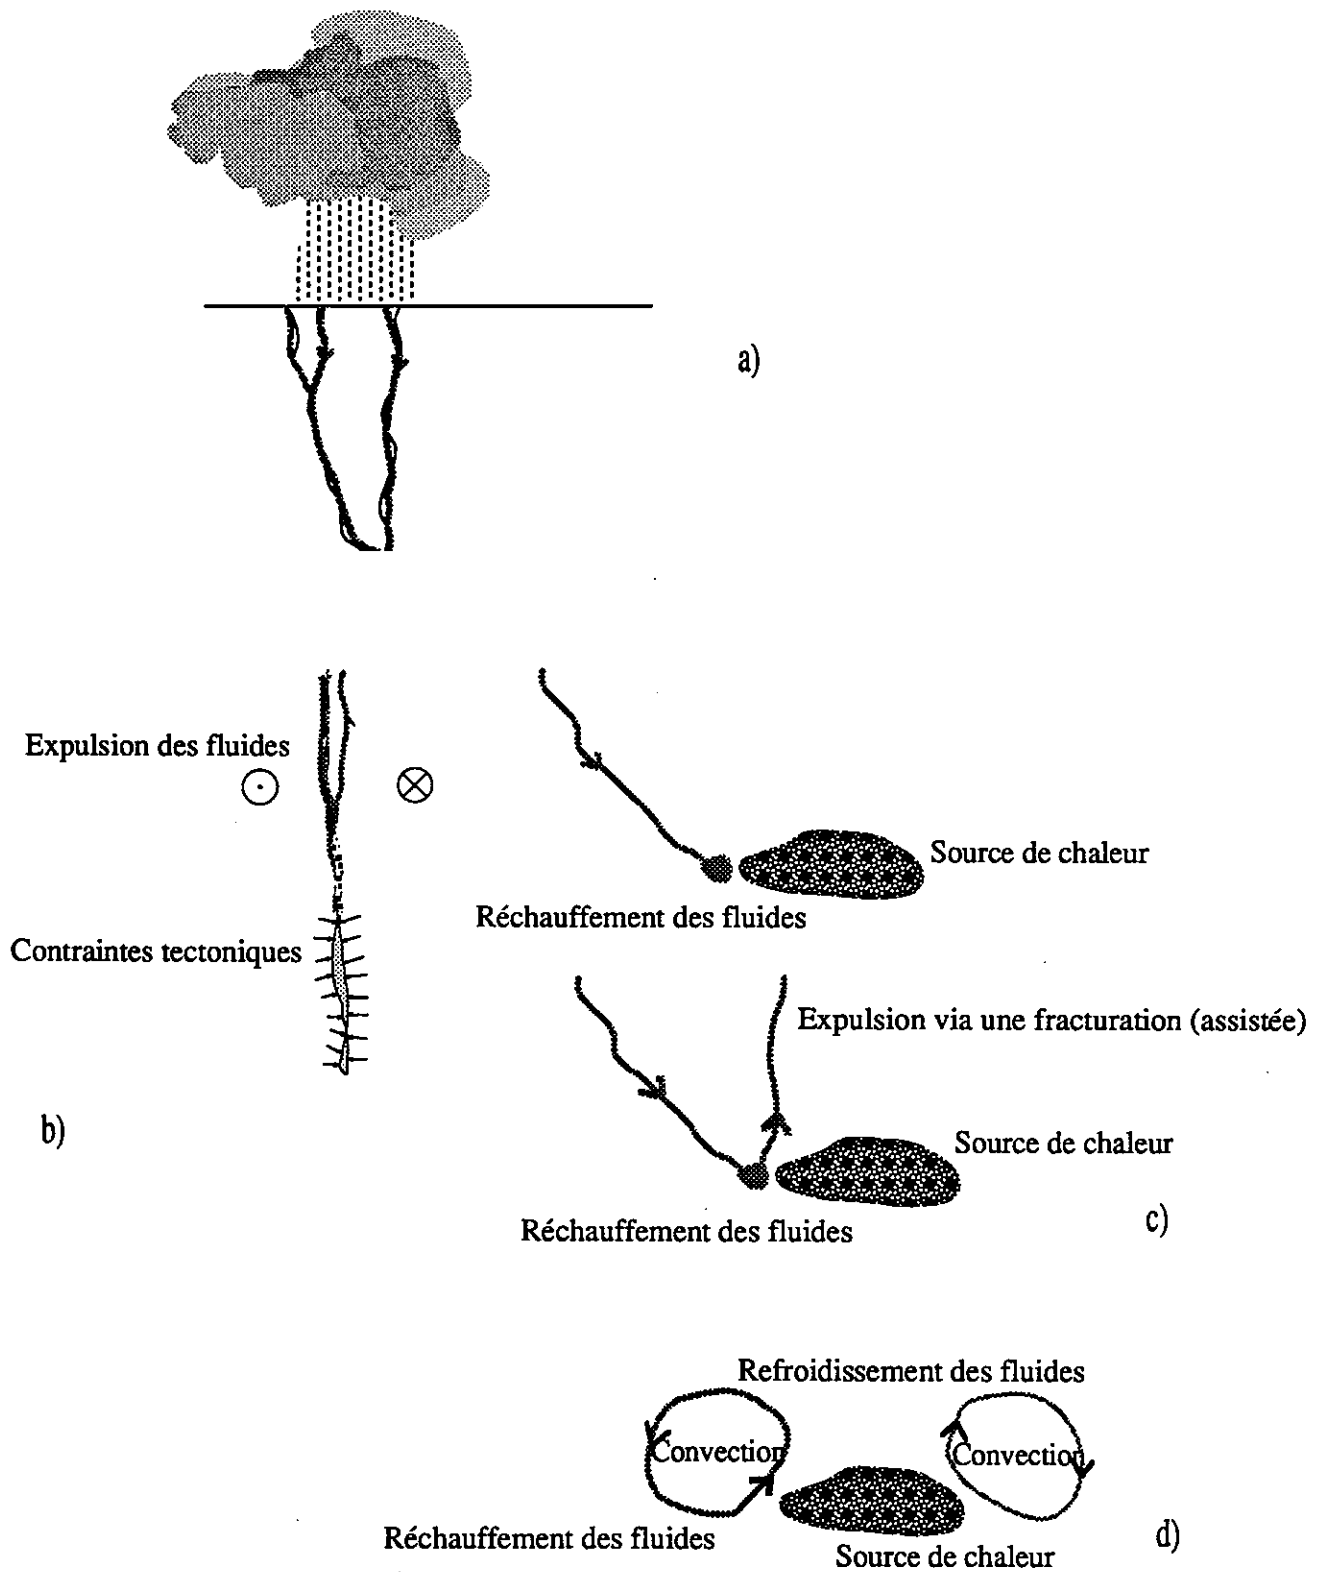 a)
Expulsion des fluides
Contraintes tectoniques
b)
Source de chaleur
Réchauffement des fluides
Expulsion via une fracturation (assistée)
Source de chaleur
Réchauffement des fluides
c)
Refroidissement des fluides
Convection
Convection
Réchauffement des fluides
Source de chaleur
d)